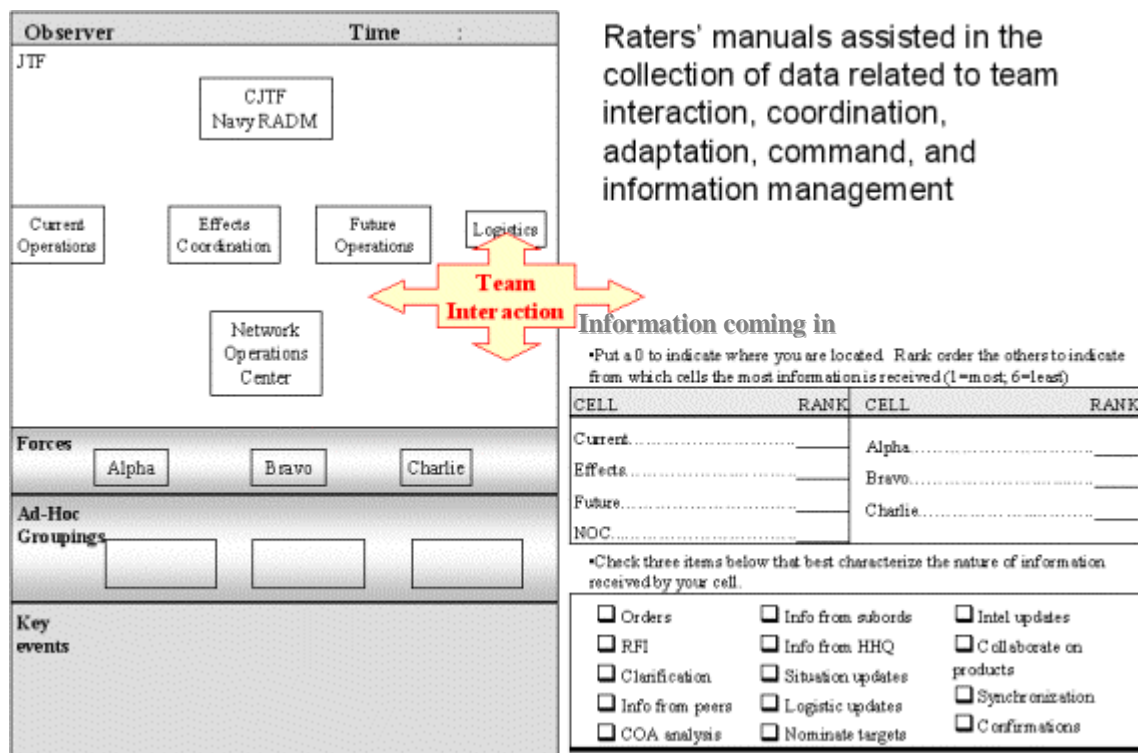 Observer Time :
JTF
CJTF
Navy RADM
Current
Operations
Effects
Coordination
Future
Operations
Logistics
Team
Interaction
Network
Operations
Center
Forces
Alpha
Bravo
Charlie
Ad-Hoc
Groupings
Key
events
Raters' manuals assisted in the
collection of data related to team
interaction, coordination,
adaptation, command, and
information management
Information coming in
•Put a 0 to indicate where you are located. Rank order the others to indicate
from which cells the most information is received (1=most; 6=least)
CELL RANK CELL RANK
Current
Effects
Future
NOC
Alpha
Bravo
Charlie
•Check three items below that best characterize the nature of information
received by your cell.
Orders
RFI
Clarification
Info from peers
COA analysis
Info from subords
Info from HHQ
Situation updates
Logistic updates
Nominate targets
Intel updates
Collaborate on
products
Synchronization
Confirmations